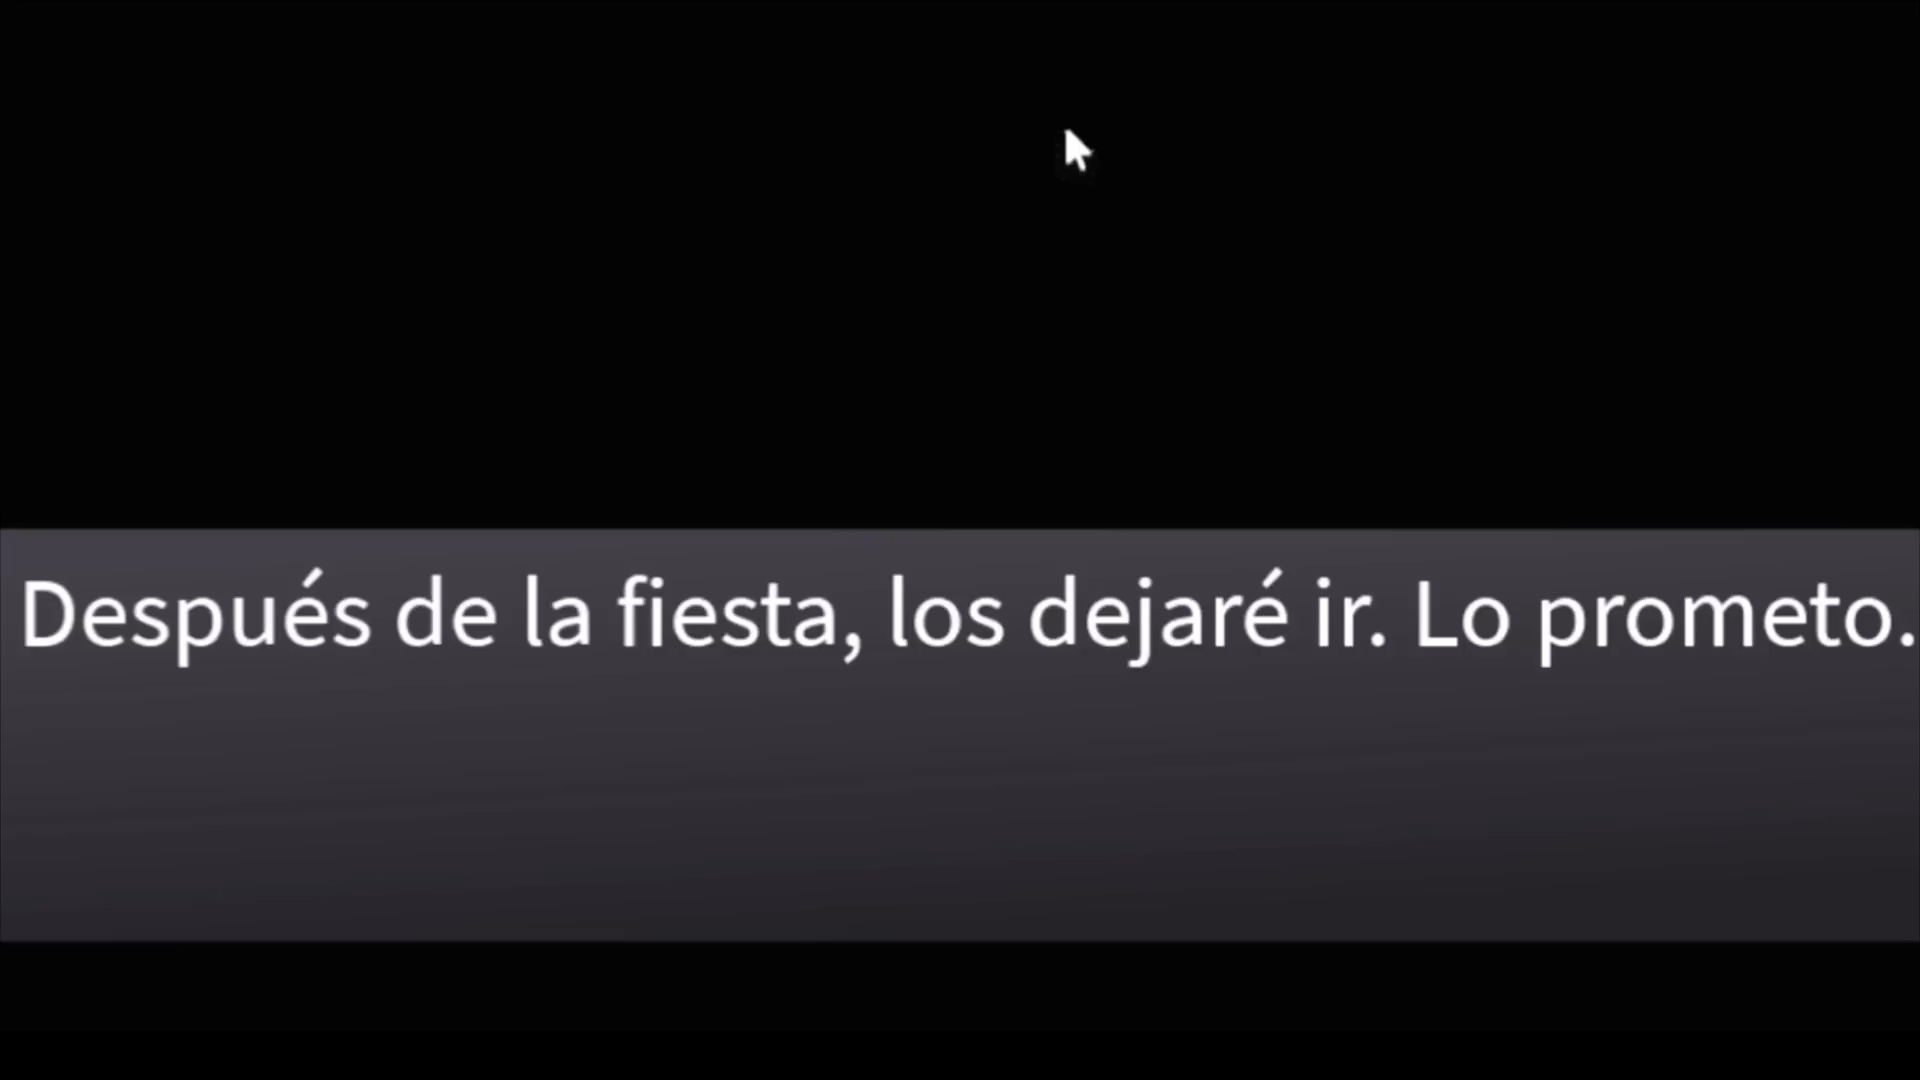 Después de la fiesta, los dejaré ir. Lo prometo.